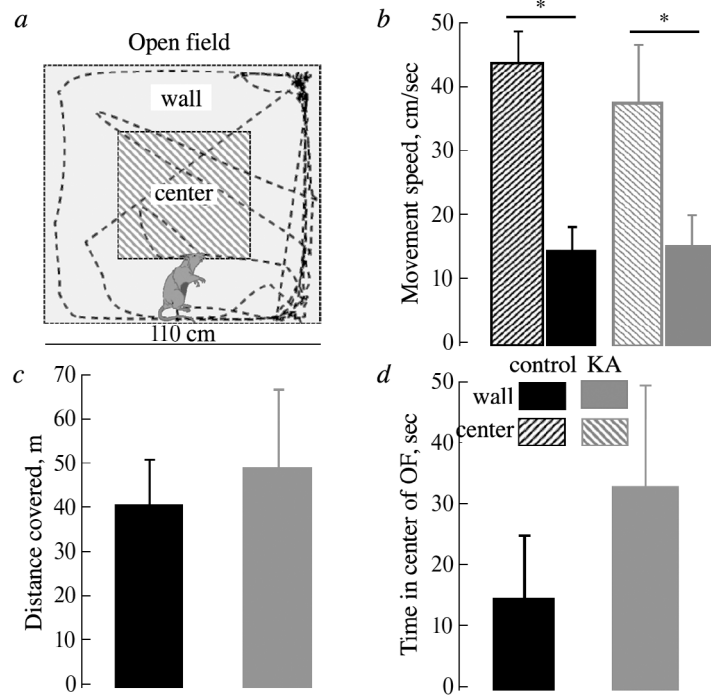 a
Open field
wall
center
110 cm
b
Movement speed, cm/sec
50
40
30
20
10
0
*
*
control KA
wall
center
c
Distance covered, m
70
60
50
40
30
20
10
0
d
Time in center of OF, sec
50
40
30
20
10
0